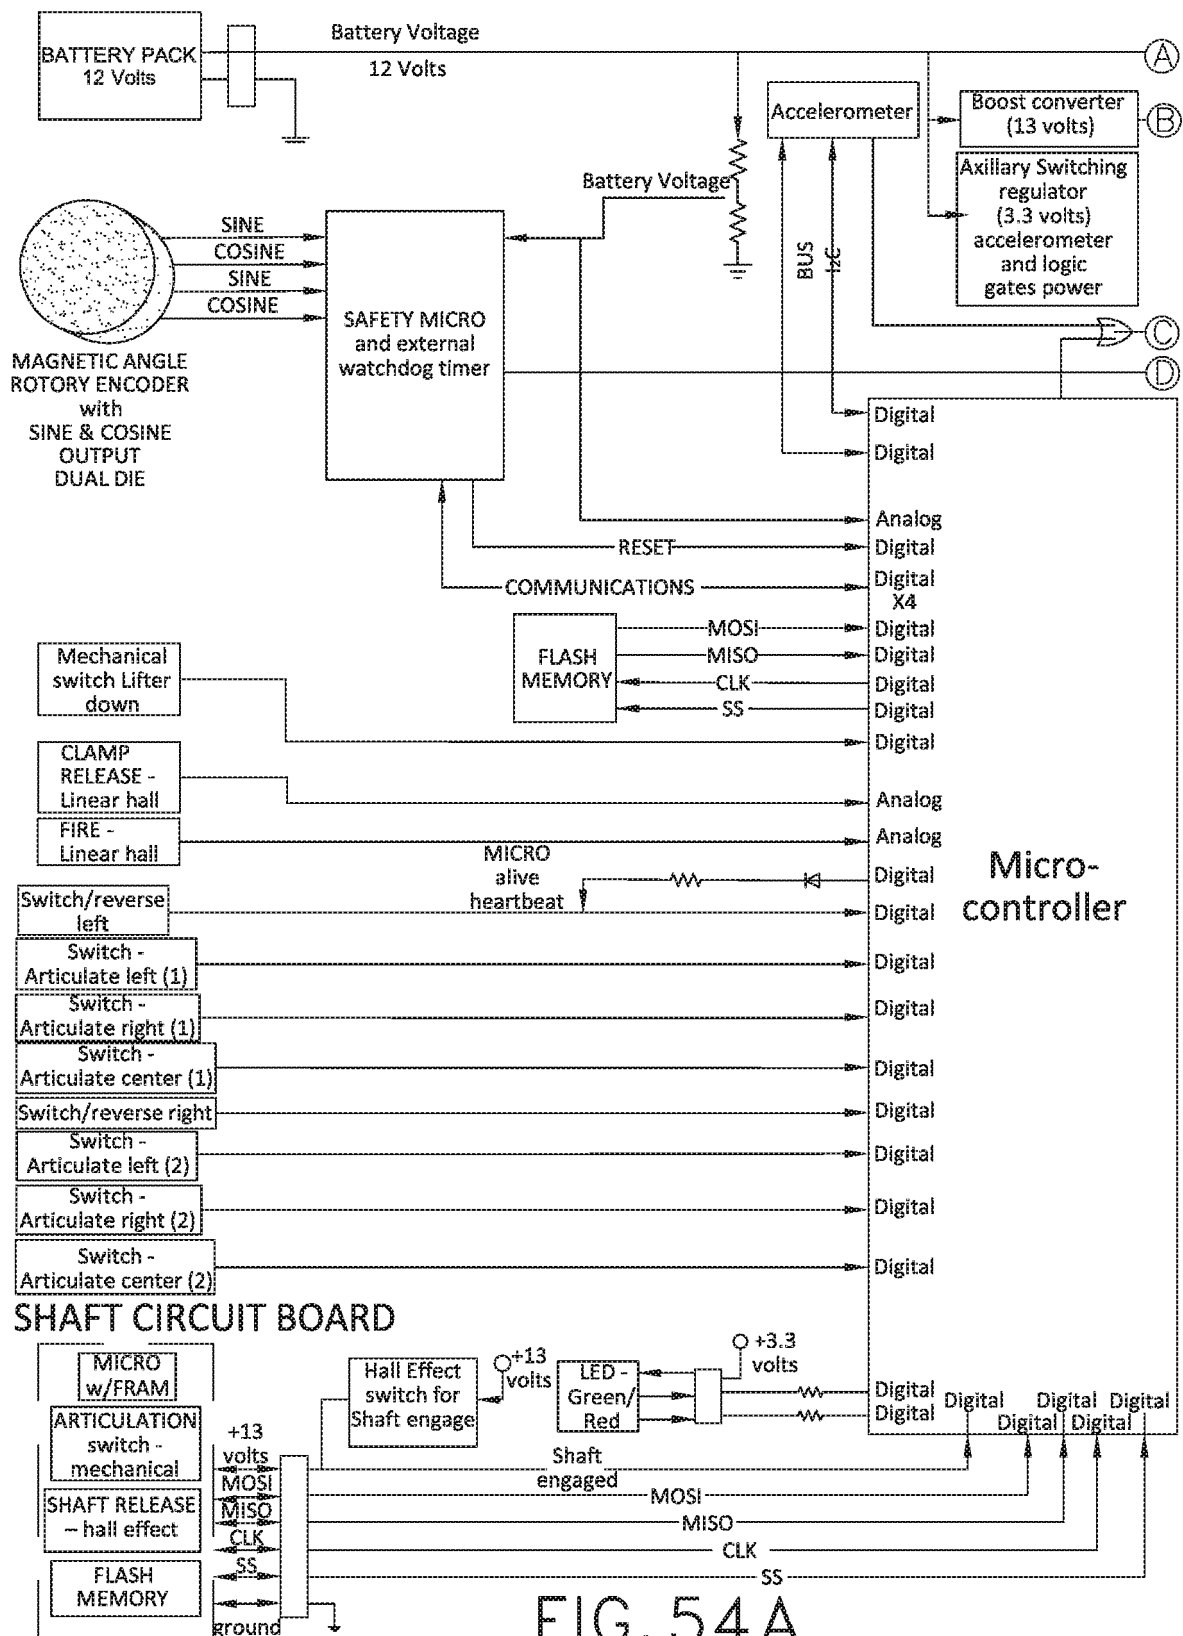 BATTERY PACK
12 Volts
Battery Voltage
12 Volts
A
Accelerometer
Boost converter
(13 volts)
B
Axillary Switching
regulator
(3.3 volts)
accelerometer
and logic
gates power
Battery Voltage
BUS
I2C
SINE
COSINE
SINE
COSINE
SAFETY MICRO
and external
watchdog timer
C
D
MAGNETIC ANGLE
ROTORY ENCODER
with
SINE & COSINE
OUTPUT
DUAL DIE
Digital
Digital
Analog
RESET
Digital
COMMUNICATIONS
Digital
X4
FLASH
MEMORY
MOSI
Digital
MISO
Digital
CLK
Digital
SS
Digital
Mechanical
switch Lifter
down
Digital
CLAMP
RELEASE -
Linear hall
Analog
FIRE -
Linear hall
Analog
MICRO
alive
heartbeat
Digital
Micro-
controller
Switch/reverse
left
Digital
Switch -
Articulate left (1)
Digital
Switch -
Articulate right (1)
Digital
Switch -
Articulate center (1)
Digital
Switch/reverse right
Digital
Switch -
Articulate left (2)
Digital
Switch -
Articulate right (2)
Digital
Switch -
Articulate center (2)
Digital
SHAFT CIRCUIT BOARD
MICRO
w/FRAM
ARTICULATION
switch -
mechanical
SHAFT RELEASE
– hall effect
FLASH
MEMORY
+13
volts
MOSI
MISO
CLK
SS
ground
Hall Effect
switch for
Shaft engage
+13
volts
LED -
Green/
Red
+3.3
volts
Digital
Digital
Digital
Digital
Digital
Digital
Digital
Shaft
engaged
MOSI
MISO
CLK
SS
FIG. 54A